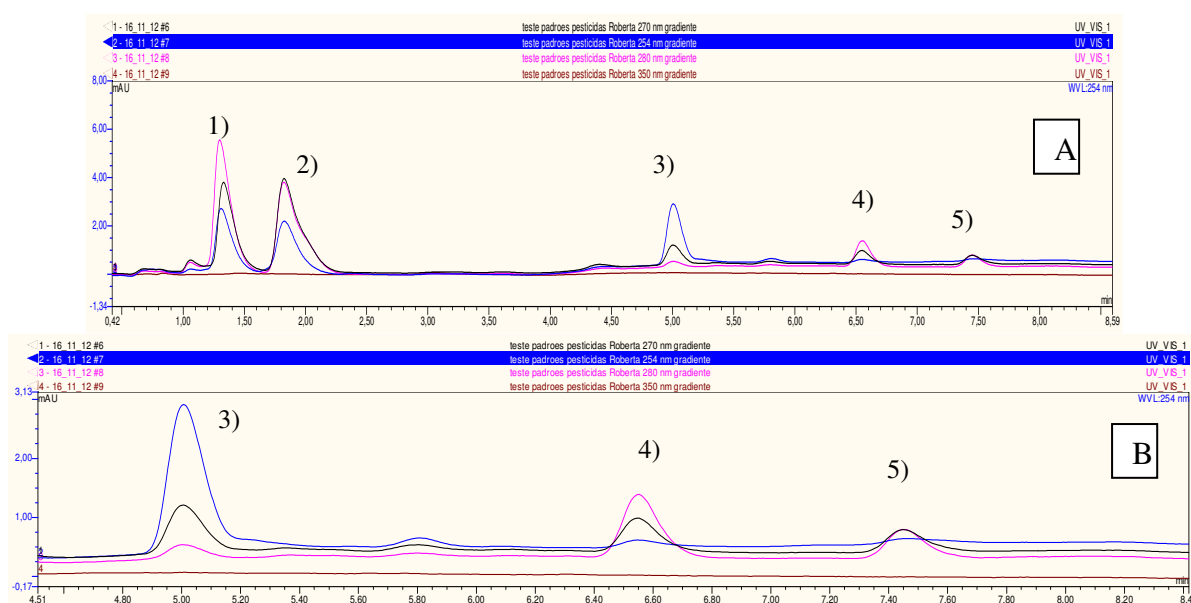 1 - 16_11_12 #6 teste padroes pesticidas Roberta 270 nm gradiente UV_VIS_1
2 - 16_11_12 #7 teste padroes pesticidas Roberta 254 nm gradiente UV_VIS_1
3 - 16_11_12 #8 teste padroes pesticidas Roberta 280 nm gradiente UV_VIS_1
4 - 16_11_12 #9 teste padroes pesticidas Roberta 350 nm gradiente UV_VIS_1
8,00
mAU WVL:254 nm
1) A
6,00
2) 3)
4,00 4)
5)
2,00
-1,34 min
0,42 1,00 1,50 2,00 2,50 3,00 3,50 4,00 4,50 5,00 5,50 6,00 6,50 7,00 7,50 8,00 8,59
1 - 16_11_12 #6 teste padroes pesticidas Roberta 270 nm gradiente UV_VIS_1
2 - 16_11_12 #7 teste padroes pesticidas Roberta 254 nm gradiente UV_VIS_1
3 - 16_11_12 #8 teste padroes pesticidas Roberta 280 nm gradiente UV_VIS_1
4 - 16_11_12 #9 teste padroes pesticidas Roberta 350 nm gradiente UV_VIS_1
3,13
mAU WVL:254 nm
3)
4) B
2,00 5)
1,00
4
-0,17 min
4.51 4.80 5.00 5.20 5.40 5.60 5.80 6.00 6.20 6.40 6.60 6.80 7.00 7.20 7.40 7.60 7.80 8.00 8.20